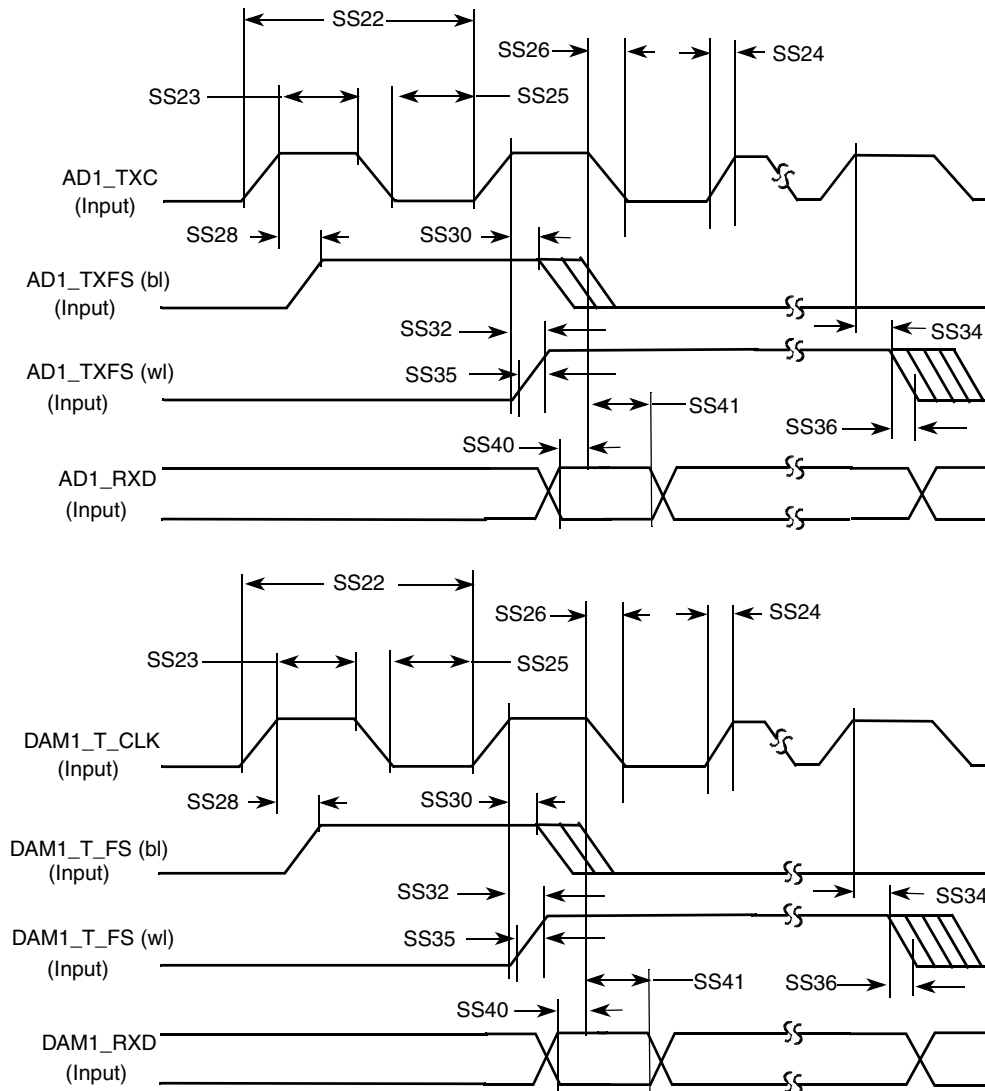 SS22
SS26
SS24
SS23
SS25
AD1_TXC
(Input)
SS28
SS30
AD1_TXFS (bl)
(Input)
SS32
SS34
SS35
AD1_TXFS (wl)
(Input)
SS41
SS36
SS40
AD1_RXD
(Input)
SS22
SS26
SS24
SS23
SS25
DAM1_T_CLK
(Input)
SS28
SS30
DAM1_T_FS (bl)
(Input)
SS32
SS34
SS35
DAM1_T_FS (wl)
(Input)
SS41
SS36
SS40
DAM1_RXD
(Input)